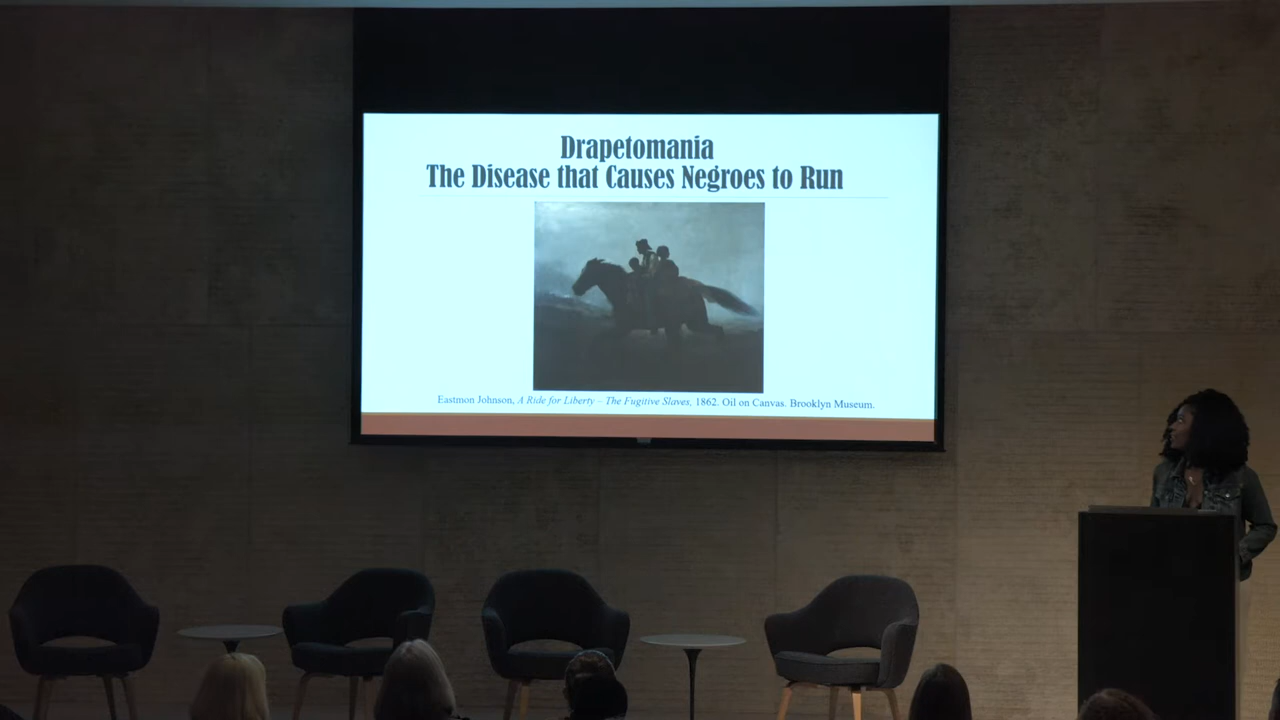 Drapetomania
The Disease that Causes Negroes to Run
Eastmon Johnson, A Ride for Liberty – The Fugitive Slaves, 1862. Oil on Canvas. Brooklyn Museum.